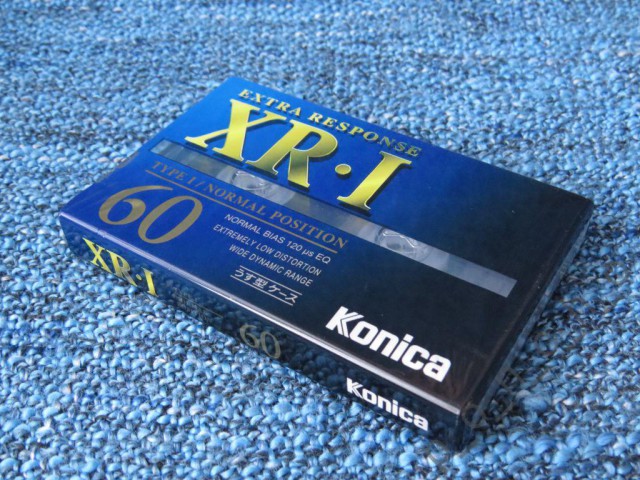 EXTRA RESPONSE
XR·I
TYPE I / NORMAL POSITION
60
NORMAL BIAS 120 μs EQ
EXTREMELY LOW DISTORTION
WIDE DYNAMIC RANGE
うす型ケース
Konica
XR·I
60
Konica